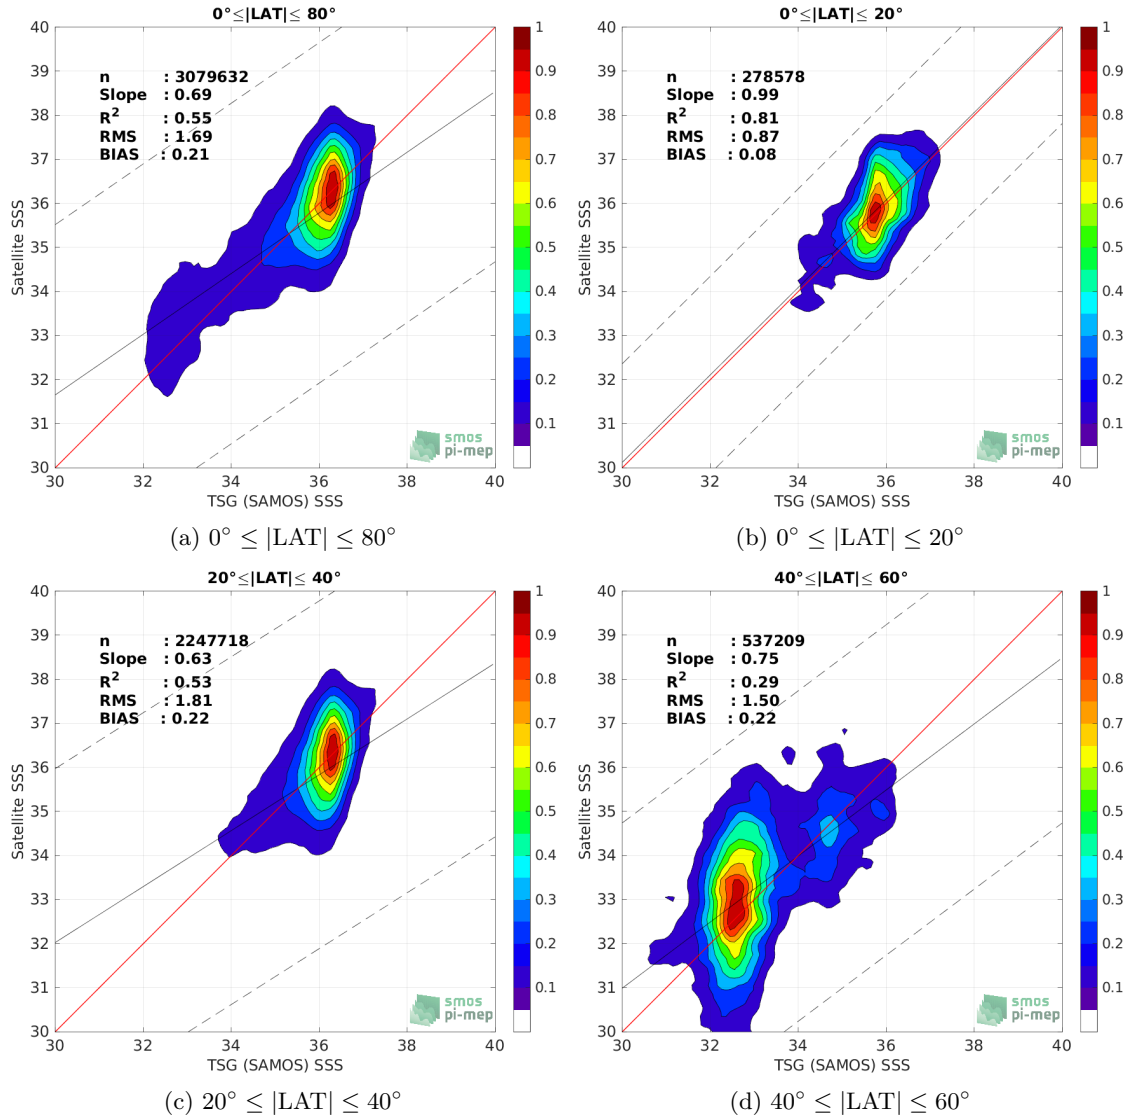 0°≤|LAT|≤ 80°
n : 3079632
Slope : 0.69
R² : 0.55
RMS : 1.69
BIAS : 0.21
40
39
38
37
36
35
34
33
32
31
30
Satellite SSS
30 32 34 36 38 40
TSG (SAMOS) SSS
smos
pi-mep
1
0.9
0.8
0.7
0.6
0.5
0.4
0.3
0.2
0.1
(a) 0° ≤ |LAT| ≤ 80°
0°≤|LAT|≤ 20°
n : 278578
Slope : 0.99
R² : 0.81
RMS : 0.87
BIAS : 0.08
40
39
38
37
36
35
34
33
32
31
30
Satellite SSS
30 32 34 36 38 40
TSG (SAMOS) SSS
smos
pi-mep
1
0.9
0.8
0.7
0.6
0.5
0.4
0.3
0.2
0.1
(b) 0° ≤ |LAT| ≤ 20°
20°≤|LAT|≤ 40°
n : 2247718
Slope : 0.63
R² : 0.53
RMS : 1.81
BIAS : 0.22
40
39
38
37
36
35
34
33
32
31
30
Satellite SSS
30 32 34 36 38 40
TSG (SAMOS) SSS
smos
pi-mep
1
0.9
0.8
0.7
0.6
0.5
0.4
0.3
0.2
0.1
(c) 20° ≤ |LAT| ≤ 40°
40°≤|LAT|≤ 60°
n : 537209
Slope : 0.75
R² : 0.29
RMS : 1.50
BIAS : 0.22
40
39
38
37
36
35
34
33
32
31
30
Satellite SSS
30 32 34 36 38 40
TSG (SAMOS) SSS
smos
pi-mep
1
0.9
0.8
0.7
0.6
0.5
0.4
0.3
0.2
0.1
(d) 40° ≤ |LAT| ≤ 60°